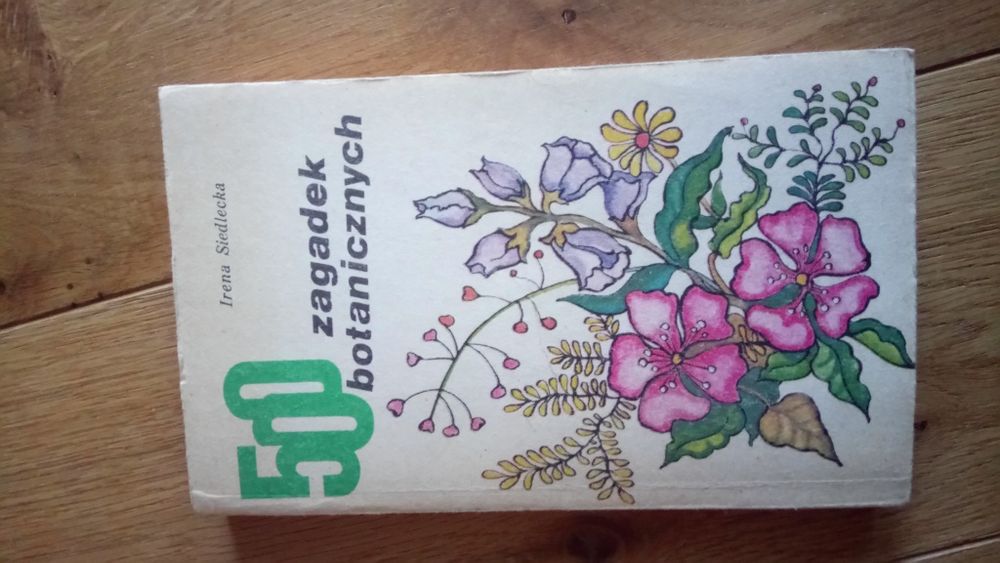 Irena Siedlecka
500 zagadek
botanicznych